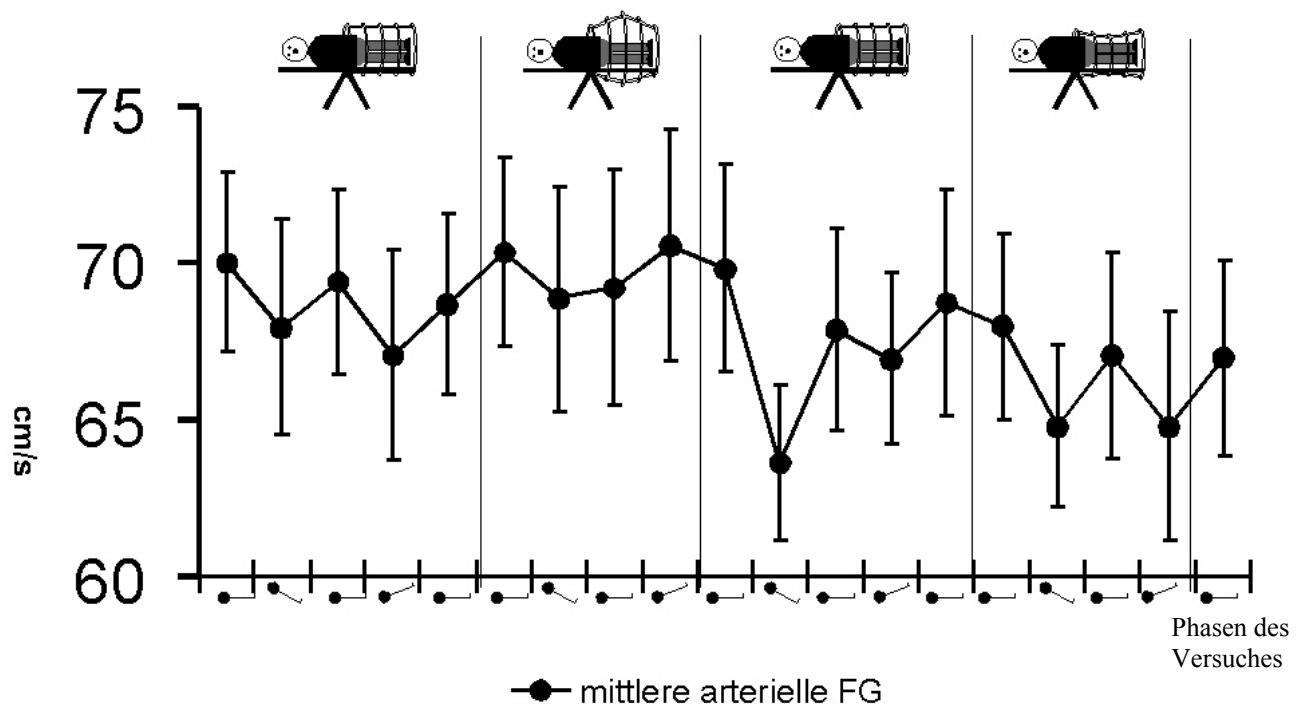 75
70
65
60
cm/s
Phasen des
Versuches
mittlere arterielle FG